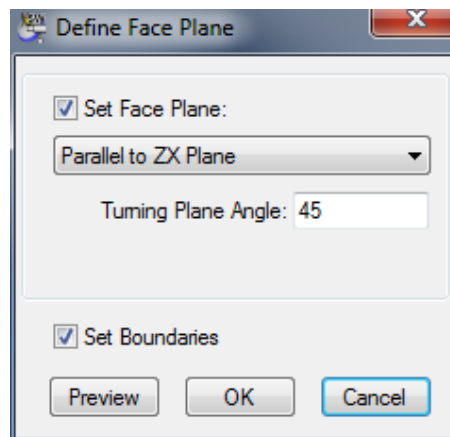 Define Face Plane
Set Face Plane:
Parallel to ZX Plane
Turning Plane Angle: 45
Set Boundaries
Preview OK Cancel